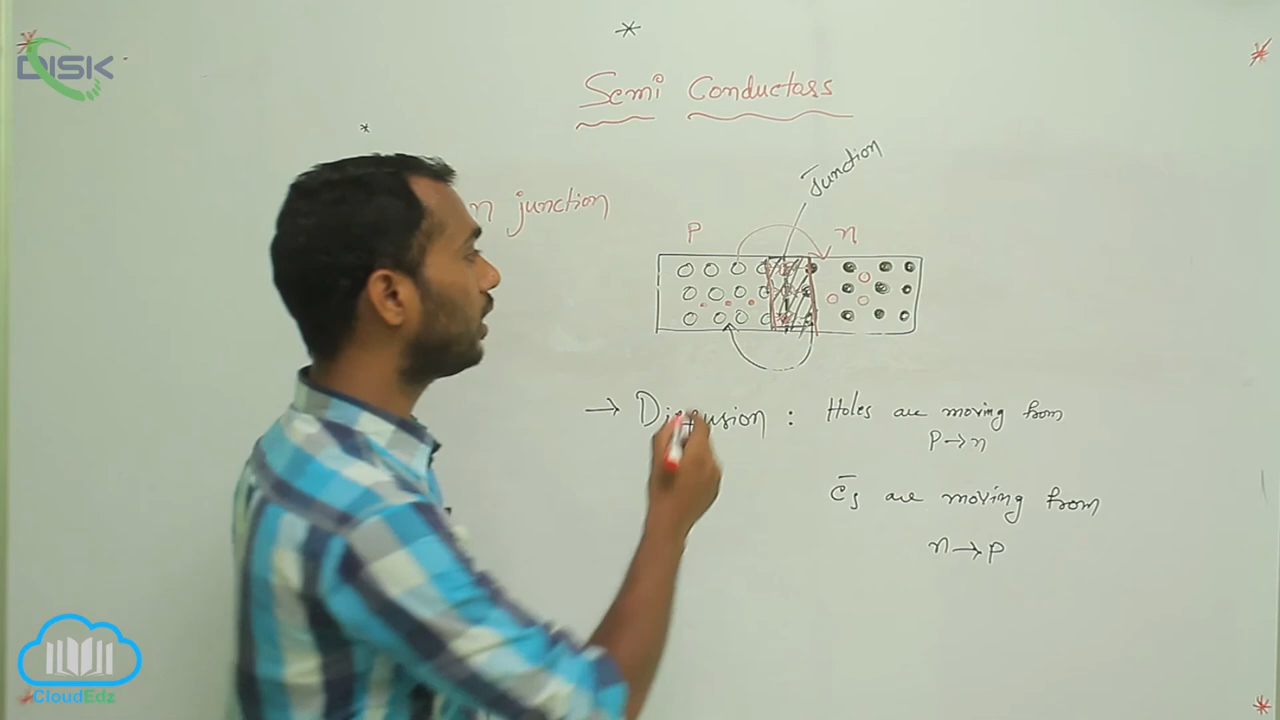 DISK
Semi Conductors
Junction
n junction
P
n
→ Diffusion : Holes are moving from
P→n
e̅s are moving from
n→p
CloudEdz